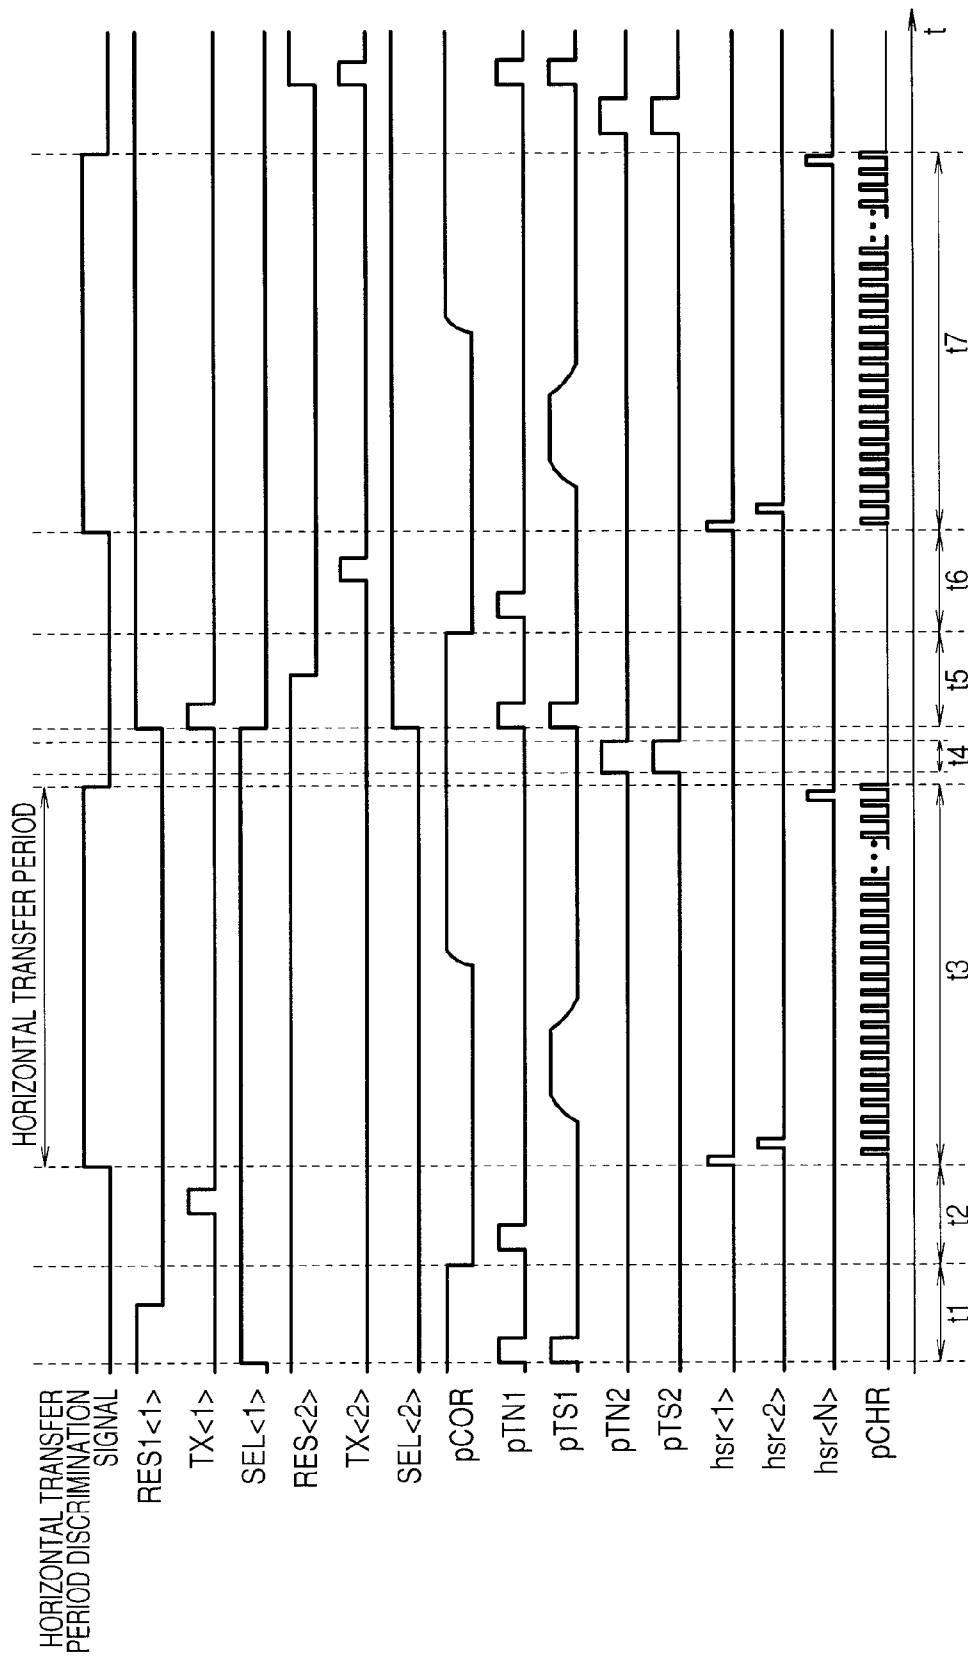 HORIZONTAL TRANSFER PERIOD
HORIZONTAL TRANSFER
PERIOD DISCRIMINATION
SIGNAL
RES1<1>
TX<1>
SEL<1>
RES<2>
TX<2>
SEL<2>
pCOR
pTN1
pTS1
pTN2
pTS2
hsr<1>
hsr<2>
hsr<N>
pCHR
t
t1
t2
t3
t4
t5
t6
t7